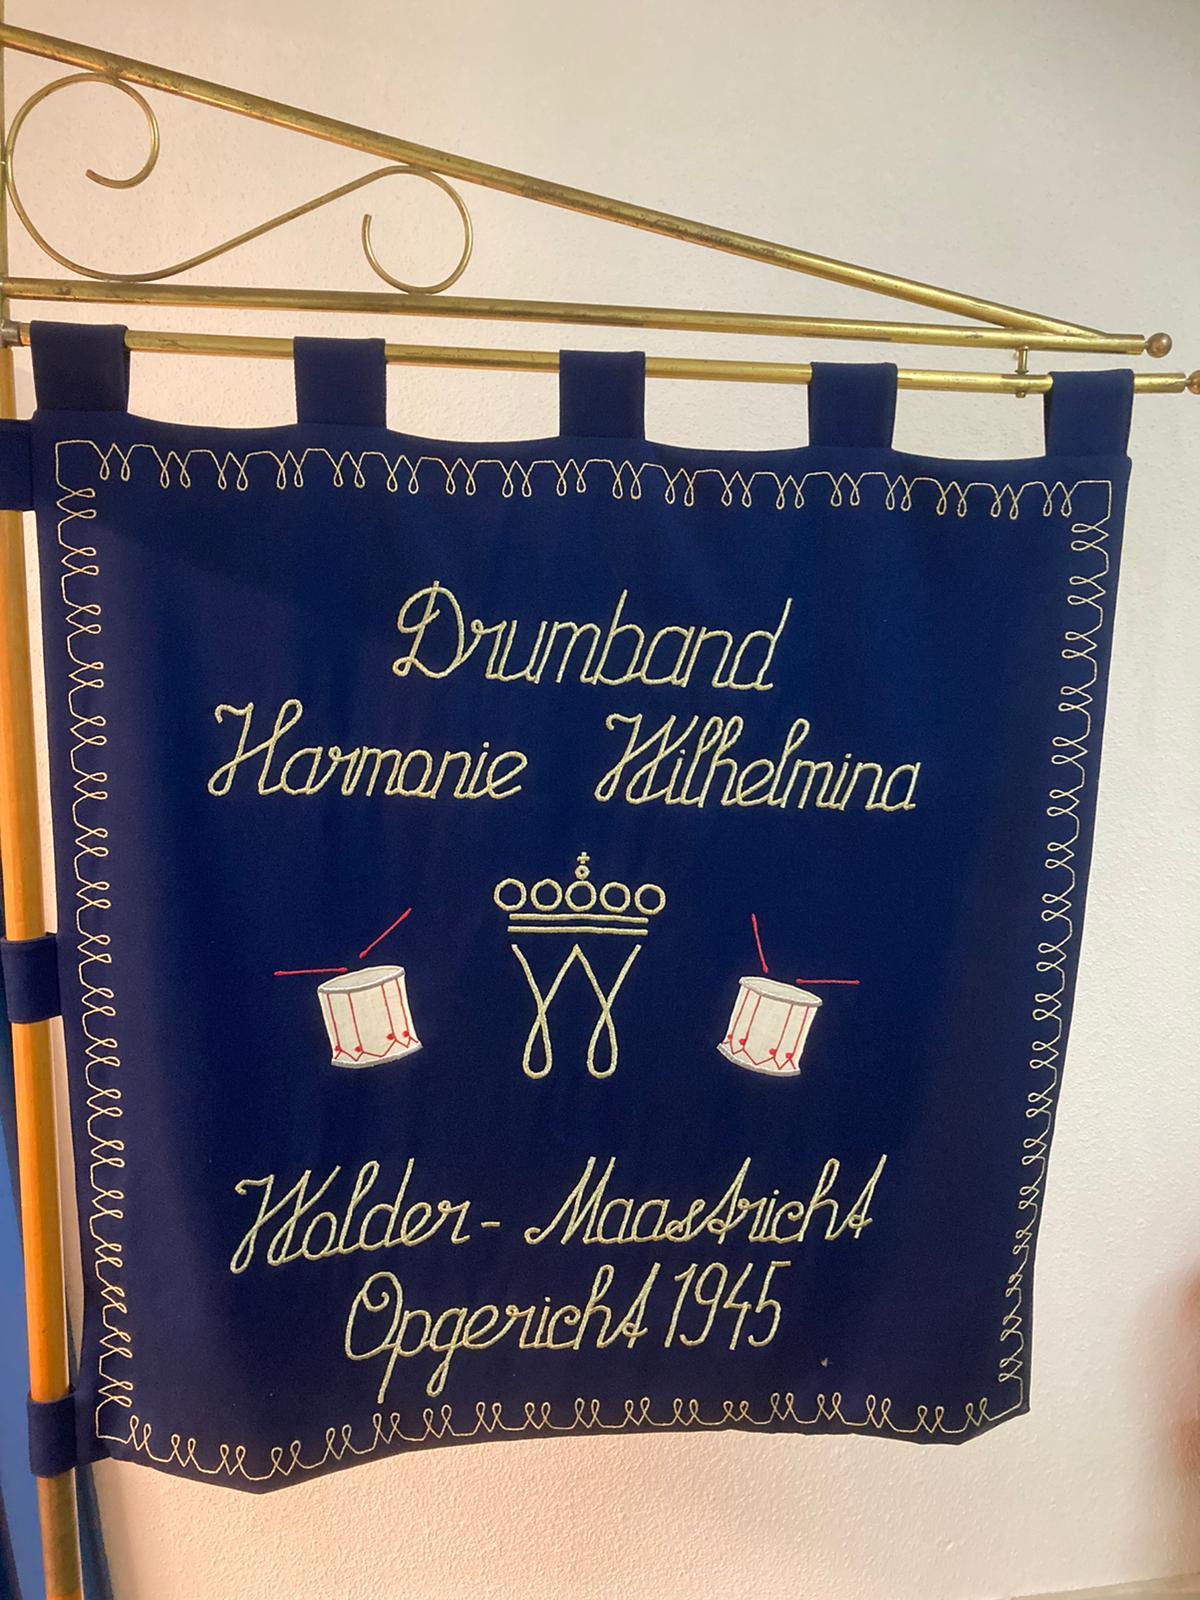 Drumband
Harmonie Wilhelmina
W
Wolder - Maastricht
Opgericht 1945